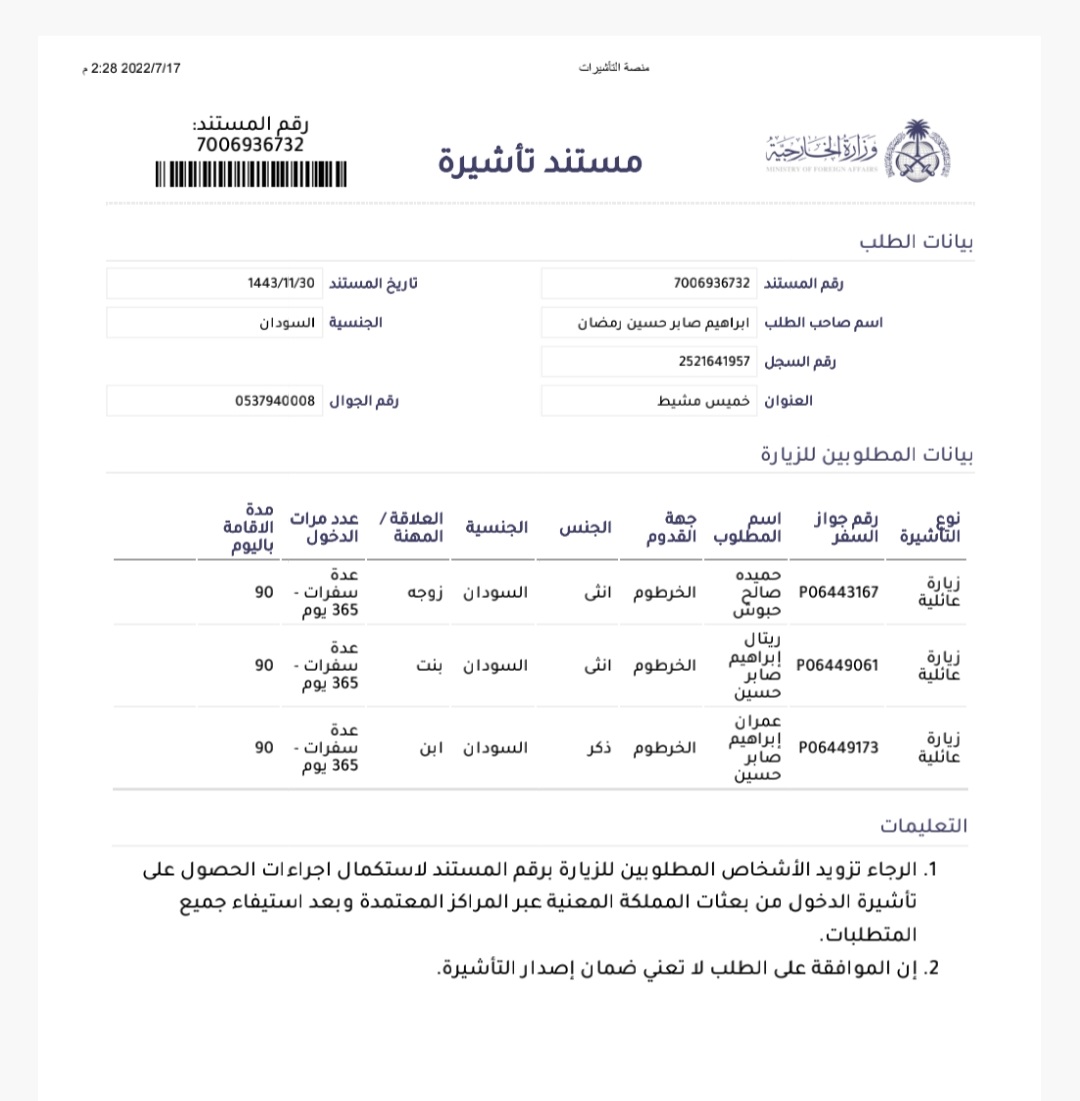 2022/7/17 2:28 م
منصة التأشيرات
وزارة الخارجية
MINISTRY OF FOREIGN AFFAIRS
مستند تأشيرة
رقم المستند:
7006936732
بيانات الطلب
رقم المستند 7006936732 تاريخ المستند 1443/11/30
اسم صاحب الطلب ابراهيم صابر حسين رمضان الجنسية السودان
رقم السجل 2521641957
العنوان خميس مشيط رقم الجوال 0537940008
بيانات المطلوبين للزيارة
نوع التأشيرة رقم جواز السفر اسم المطلوب جهة القدوم الجنس الجنسية العلاقة / المهنة عدد مرات الدخول مدة الاقامة باليوم
زيارة عائلية P06443167 حميده صالح حبوش الخرطوم انثى السودان زوجه عدة سفرات - 365 يوم 90
زيارة عائلية P06449061 ريتال إبراهيم صابر حسين الخرطوم انثى السودان بنت عدة سفرات - 365 يوم 90
زيارة عائلية P06449173 عمران إبراهيم صابر حسين الخرطوم ذكر السودان ابن عدة سفرات - 365 يوم 90
التعليمات
1. الرجاء تزويد الأشخاص المطلوبين للزيارة برقم المستند لاستكمال اجراءات الحصول على
تأشيرة الدخول من بعثات المملكة المعنية عبر المراكز المعتمدة وبعد استيفاء جميع
المتطلبات.
2. إن الموافقة على الطلب لا تعني ضمان إصدار التأشيرة.